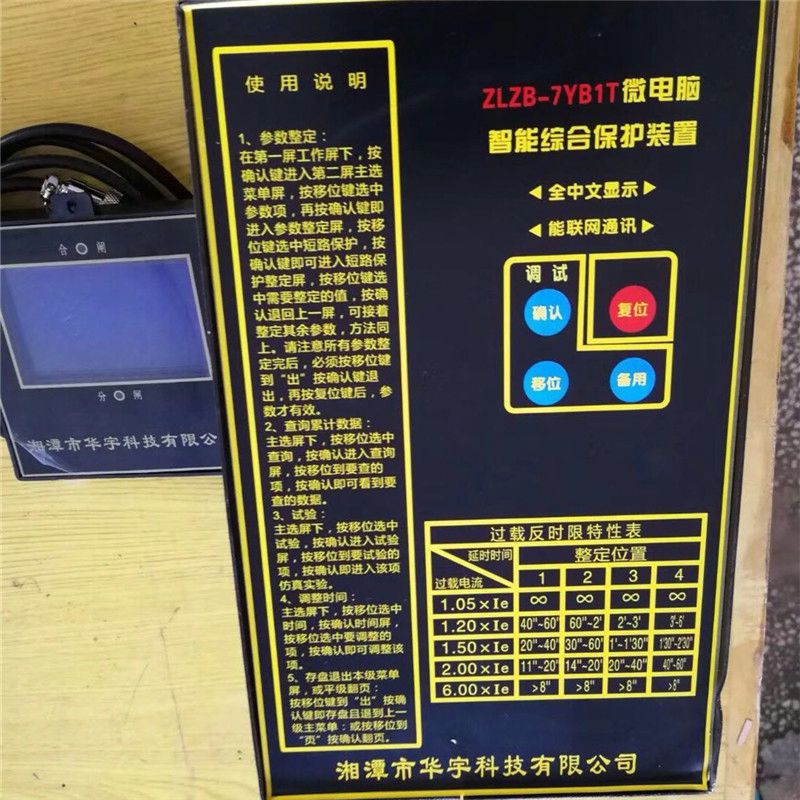 使用说明
1、参数整定：
在第一屏工作屏下，按
确认键进入第二屏主选
菜单屏，按移位键选中
参数项，再按确认键即
进入参数整定屏，按移
位键选中短路保护，按
确认键即可进入短路保
护整定屏，按移位键选
中需要整定的值，按确
认退回上一屏，可接着
整定其余参数，方法同
上。请注意所有参数整
定完后，必须按移位键
到“出”按确认键退
出，再按复位键后，参
数才有效。
2、查询累计数据：
主选屏下，按移位选中
查询，按确认进入查询
屏，按移位到要查的
项，按确认即可看到要
查的数据。
3、试验：
主选屏下，按移位选中
试验，按确认进入试验
屏，按移位到要试验的
项，按确认即进入该项
仿真实验。
4、调整时间：
主选屏下，按移位选中
时间，按确认时间屏，
按移位选中要调整的
项，按确认即可调整该
项。
5、存盘退出本级菜单
屏，或平级翻页：
按移位键到“出”按确
认键即存盘且退到上一
级主菜单；或按移位到
“页”按确认翻页。
ZLZB-7YB1T微电脑
智能综合保护装置
◀全中文显示▶
◀能联网通讯▶
调试
确认 复位
移位 备用
过载反时限特性表
延时时间 整定位置
过载电流 1 2 3 4
1.05×Ie ∞ ∞ ∞ ∞
1.20×Ie 40"~60" 60"~2' 2'~3' 3'~6'
1.50×Ie 20"~40" 30"~60" 1'~1'30" 1'30"~2'30"
2.00×Ie 11"~20" 14"~20" 20"~40" 40"~60"
6.00×Ie >8" >8" >8" >8"
湘潭市华宇科技有限公司
合 闸
分 闸
湘潭市华宇科技有限公